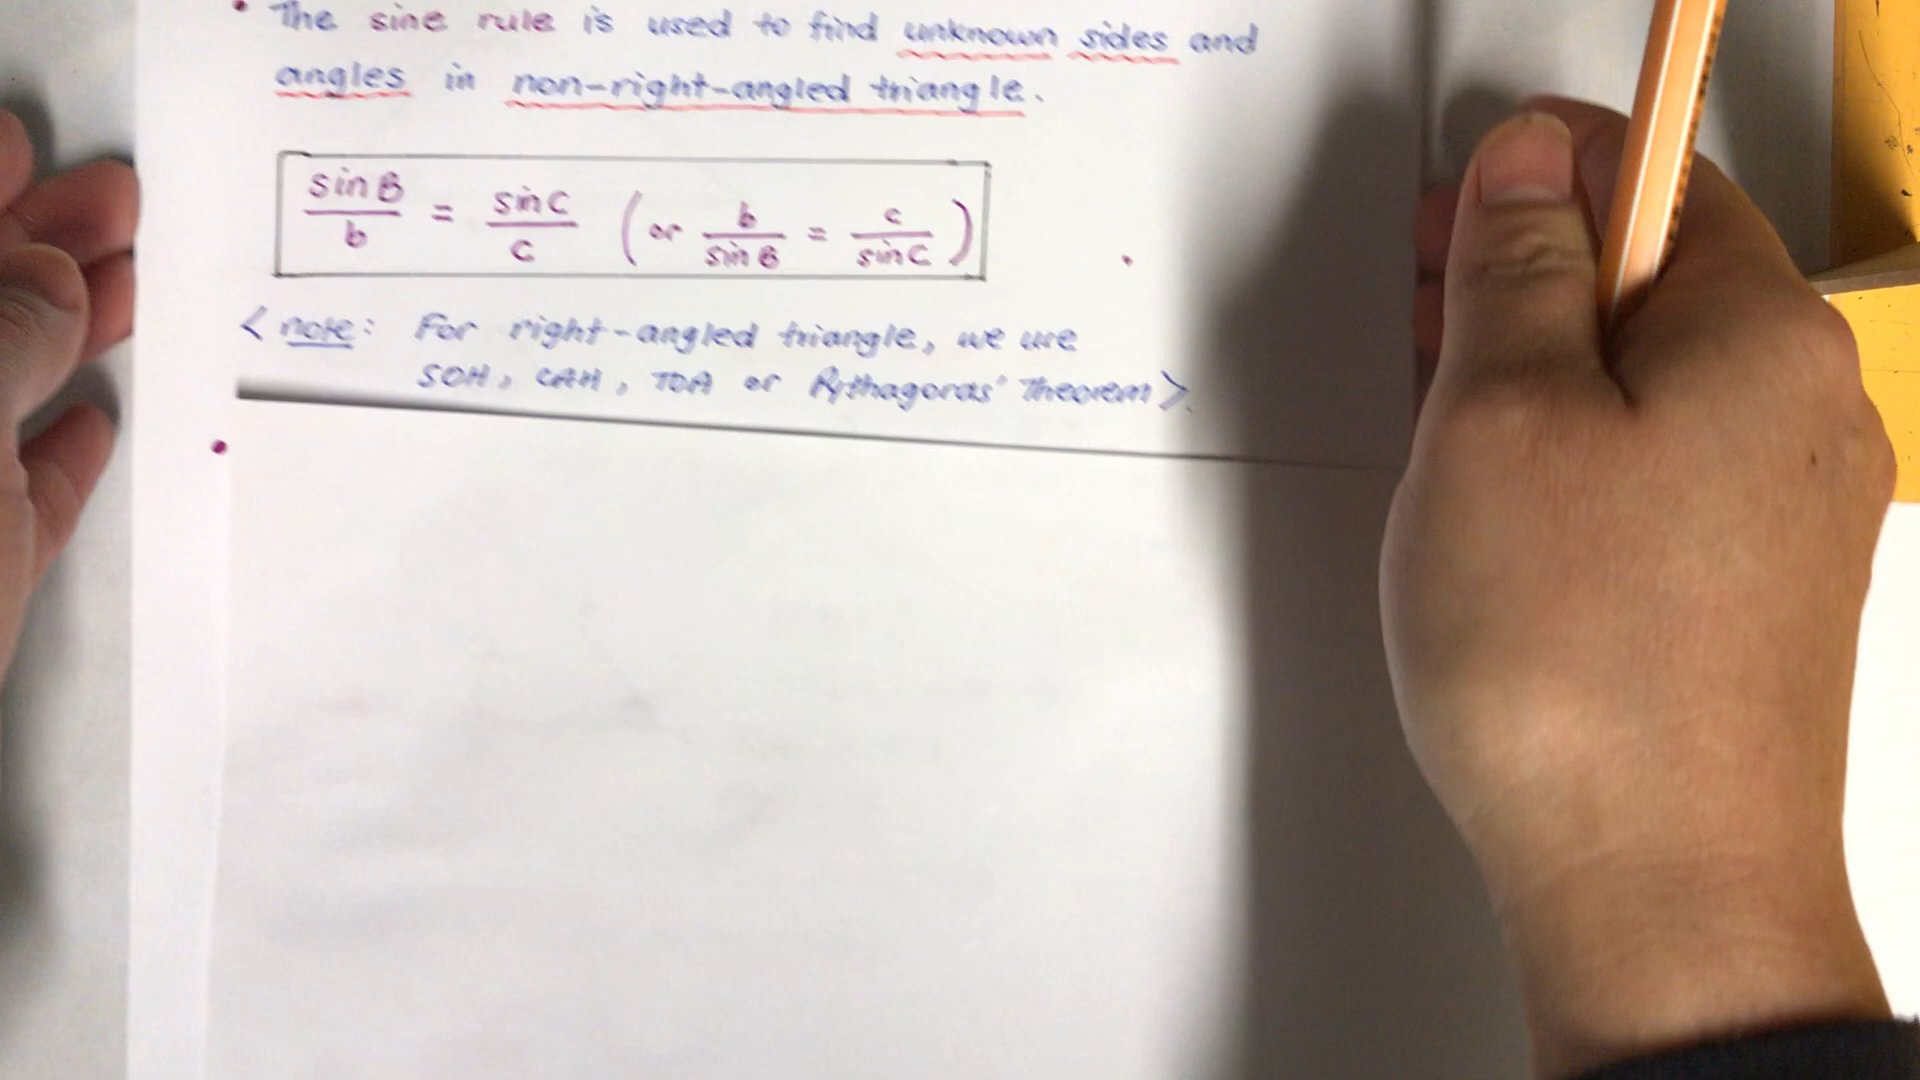 • The sine rule is used to find unknown sides and
angles in non-right-angled triangle.
sin B / b = sin C / c (or b / sin B = c / sin C)
< note: For right-angled triangle, we use
SOH, CAH, TOA or Pythagoras' Theorem >